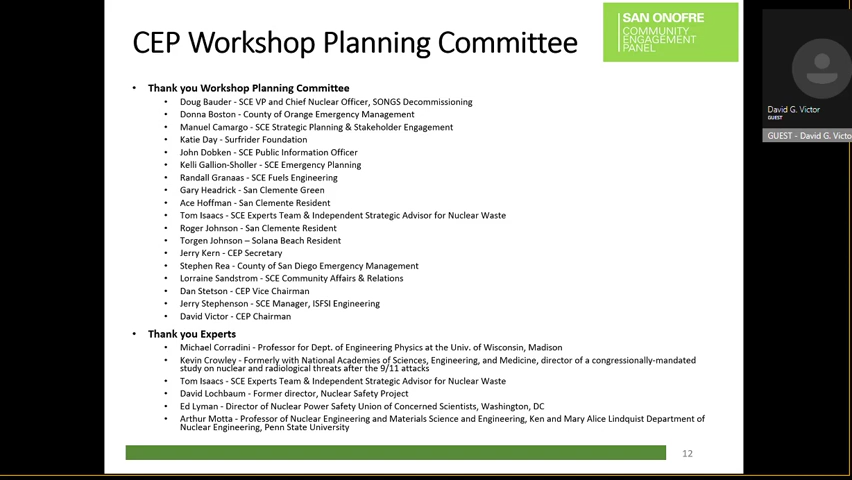 CEP Workshop Planning Committee
SAN ONOFRE
COMMUNITY
ENGAGEMENT
PANEL
• Thank you Workshop Planning Committee
• Doug Bauder - SCE VP and Chief Nuclear Officer, SONGS Decommissioning
• Donna Boston - County of Orange Emergency Management
• Manuel Camargo - SCE Strategic Planning & Stakeholder Engagement
• Katie Day - Surfrider Foundation
• John Dobken - SCE Public Information Officer
• Kelli Gallion-Sholler - SCE Emergency Planning
• Randall Granaas - SCE Fuels Engineering
• Gary Headrick - San Clemente Green
• Ace Hoffman - San Clemente Resident
• Tom Isaacs - SCE Experts Team & Independent Strategic Advisor for Nuclear Waste
• Roger Johnson - San Clemente Resident
• Torgen Johnson – Solana Beach Resident
• Jerry Kern - CEP Secretary
• Stephen Rea - County of San Diego Emergency Management
• Lorraine Sandstrom - SCE Community Affairs & Relations
• Dan Stetson - CEP Vice Chairman
• Jerry Stephenson - SCE Manager, ISFSI Engineering
• David Victor - CEP Chairman
• Thank you Experts
• Michael Corradini - Professor for Dept. of Engineering Physics at the Univ. of Wisconsin, Madison
• Kevin Crowley - Formerly with National Academies of Sciences, Engineering, and Medicine, director of a congressionally-mandated
study on nuclear and radiological threats after the 9/11 attacks
• Tom Isaacs - SCE Experts Team & Independent Strategic Advisor for Nuclear Waste
• David Lochbaum - Former director, Nuclear Safety Project
• Ed Lyman - Director of Nuclear Power Safety Union of Concerned Scientists, Washington, DC
• Arthur Motta - Professor of Nuclear Engineering and Materials Science and Engineering, Ken and Mary Alice Lindquist Department of
Nuclear Engineering, Penn State University
12
David G. Victor
GUEST
GUEST - David G. Victo